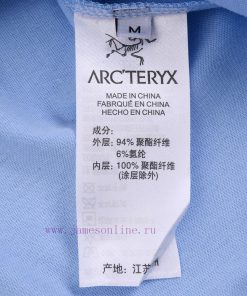 M
ARC'TERYX
MADE IN CHINA
FABRIQUÉ EN CHINA
HECHO EN CHINA
成分:
外层: 94% 聚酯纤维
6%氨纶
内层: 100% 聚酯纤维
(涂层除外)
www.gamesonline.ru
产地: 江苏